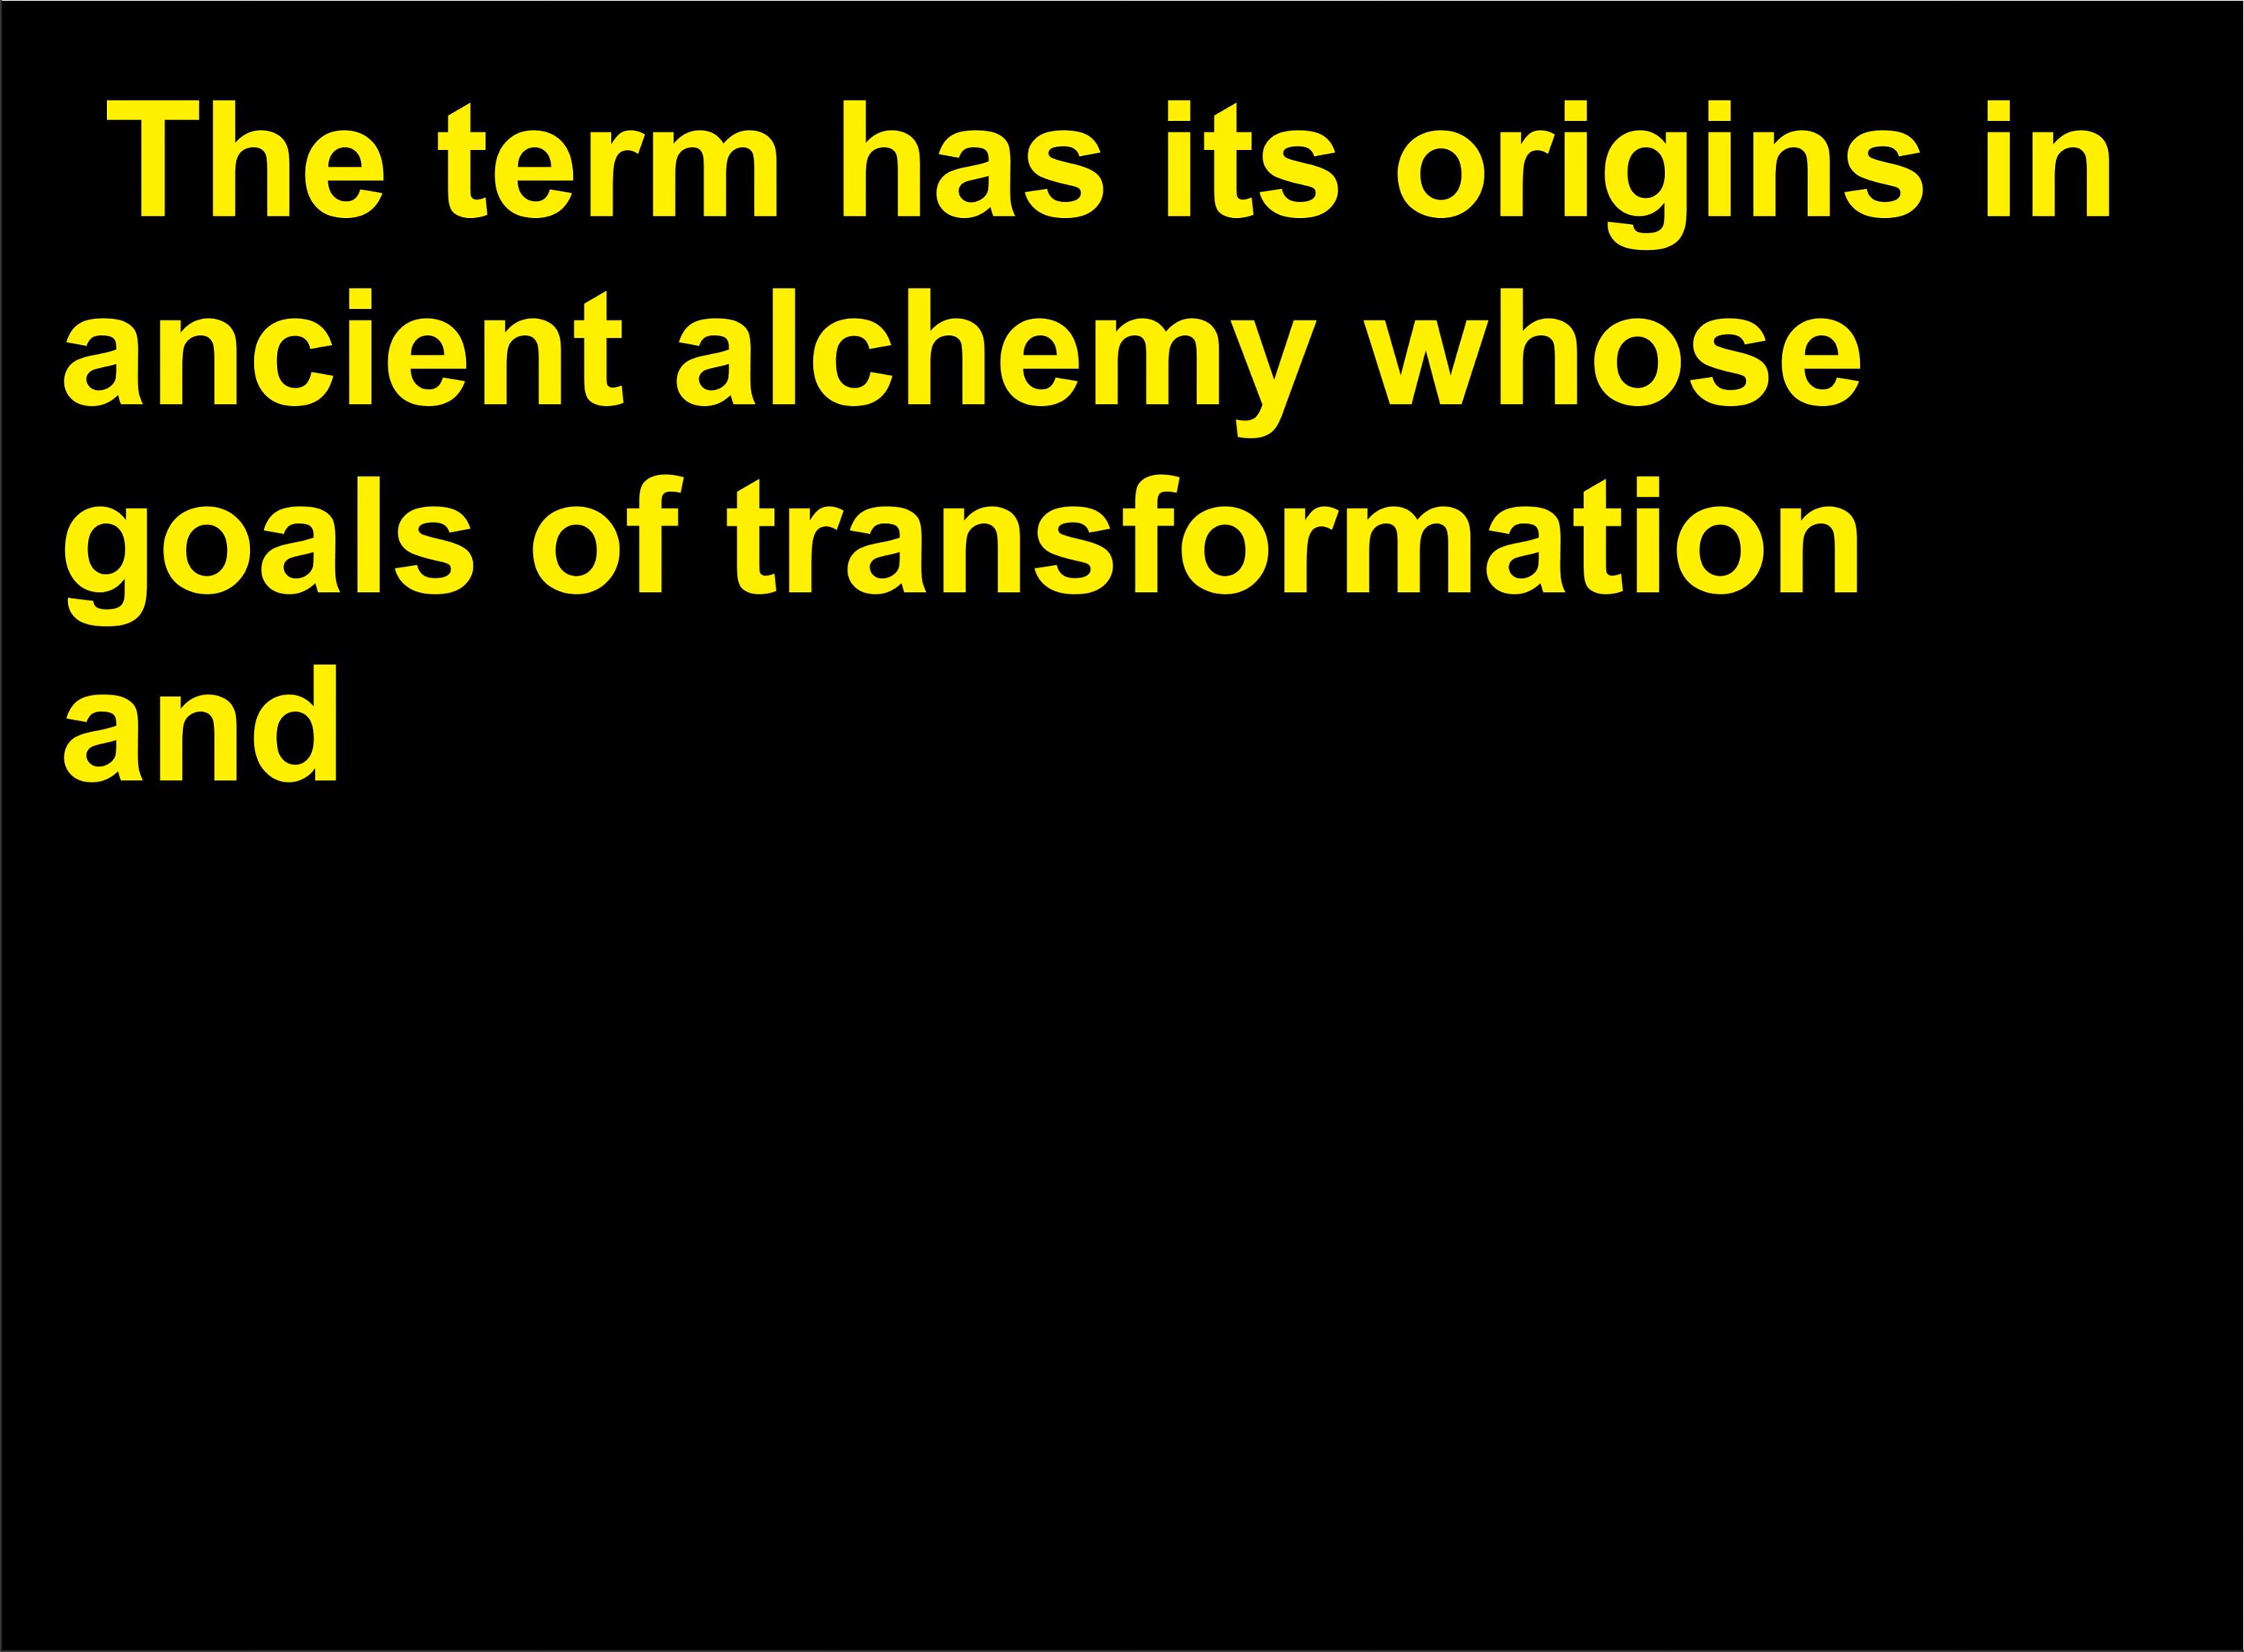 The term has its origins in
ancient alchemy whose
goals of transformation
and